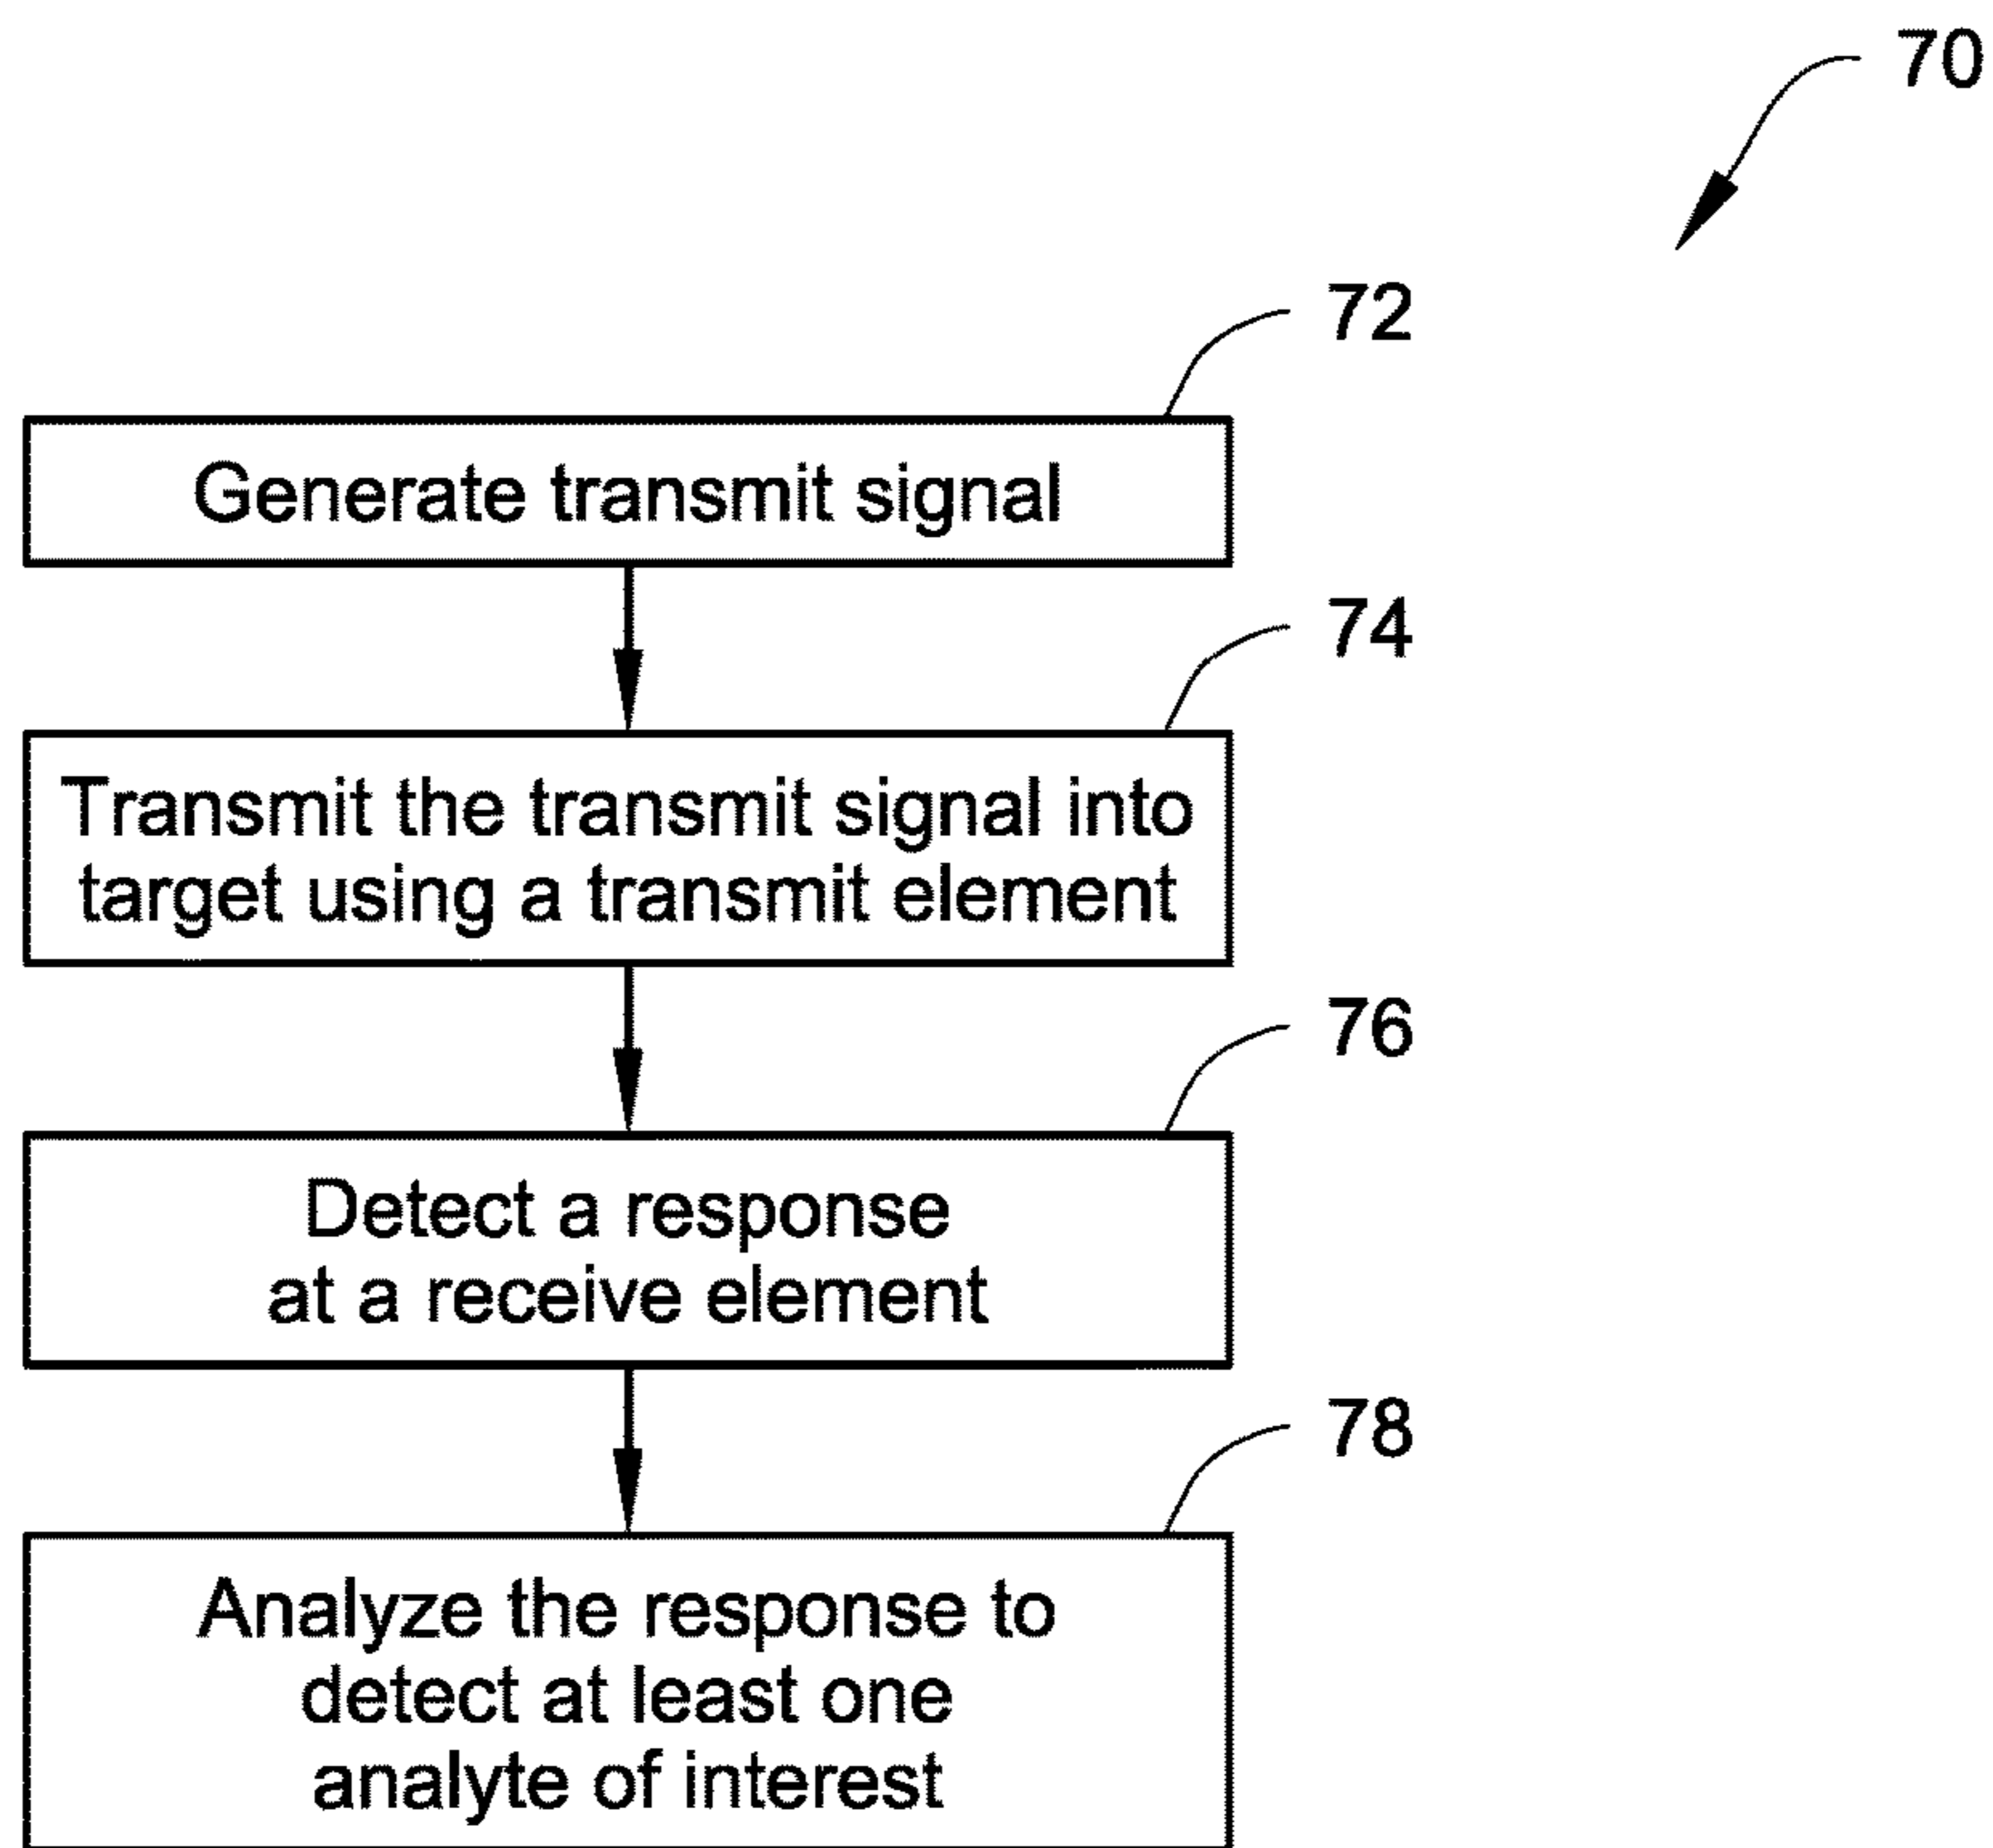 70
72
Generate transmit signal
74
Transmit the transmit signal into
target using a transmit element
76
Detect a response
at a receive element
78
Analyze the response to
detect at least one
analyte of interest